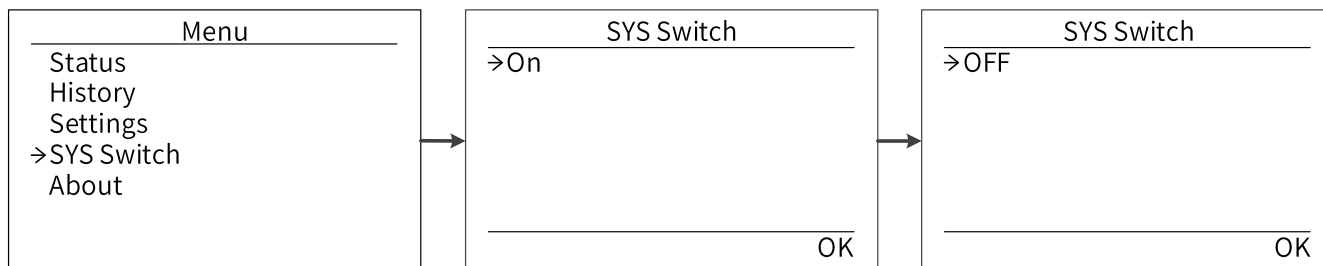 Menu
Status
History
Settings
→SYS Switch
About
SYS Switch
→On
OK
SYS Switch
→OFF
OK